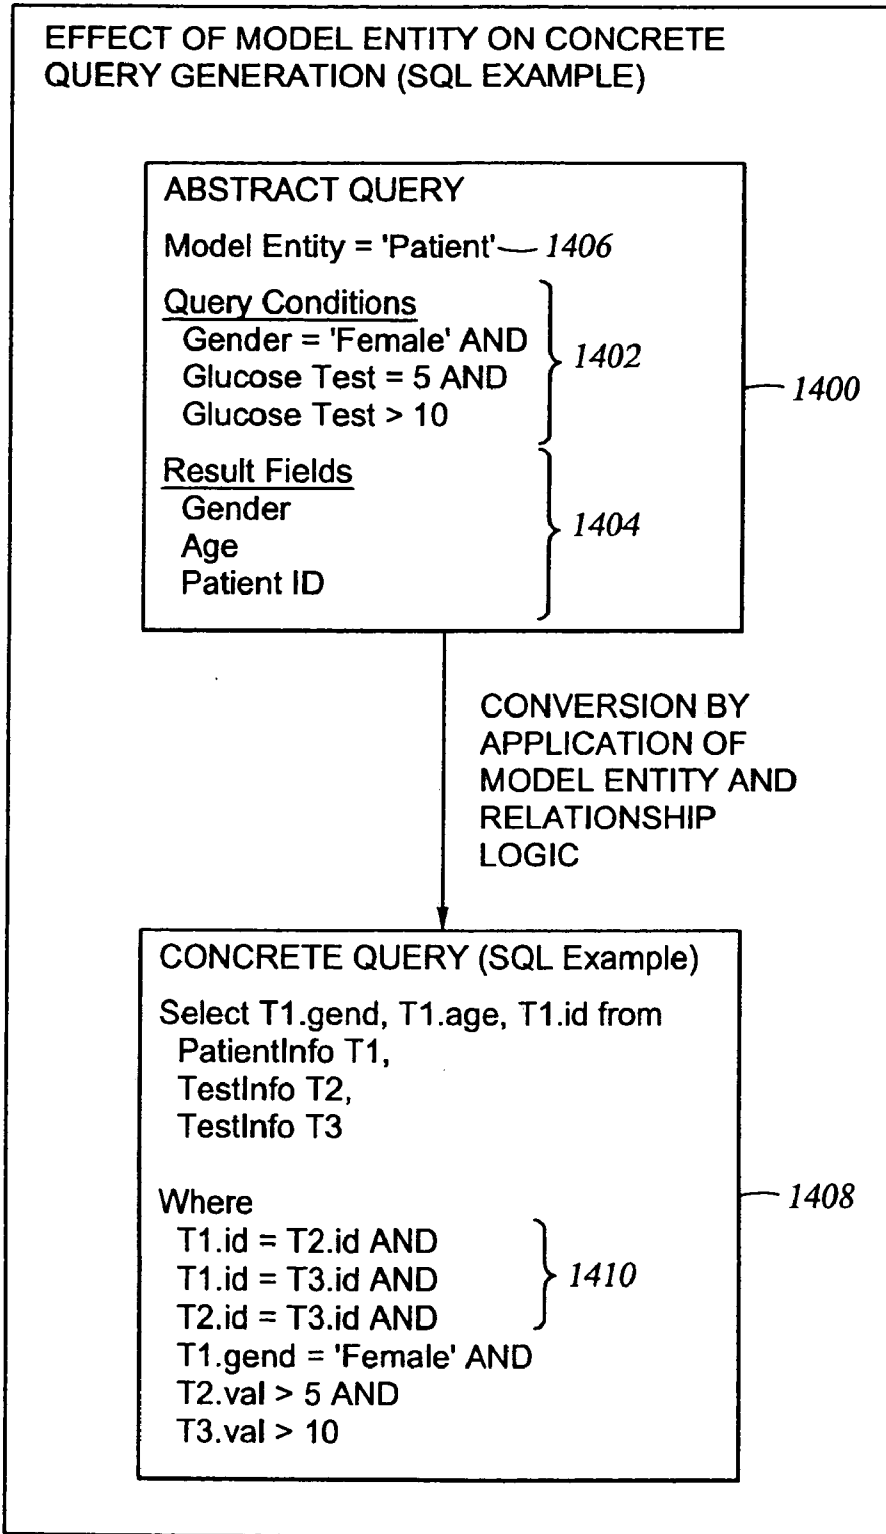 EFFECT OF MODEL ENTITY ON CONCRETE
QUERY GENERATION (SQL EXAMPLE)
ABSTRACT QUERY
Model Entity = 'Patient' 1406
Query Conditions
Gender = 'Female' AND
Glucose Test = 5 AND
Glucose Test > 10
1402
1400
Result Fields
Gender
Age
Patient ID
1404
CONVERSION BY
APPLICATION OF
MODEL ENTITY AND
RELATIONSHIP
LOGIC
CONCRETE QUERY (SQL Example)
Select T1.gend, T1.age, T1.id from
PatientInfo T1,
TestInfo T2,
TestInfo T3
Where
1408
T1.id = T2.id AND
T1.id = T3.id AND
T2.id = T3.id AND
1410
T1.gend = 'Female' AND
T2.val > 5 AND
T3.val > 10